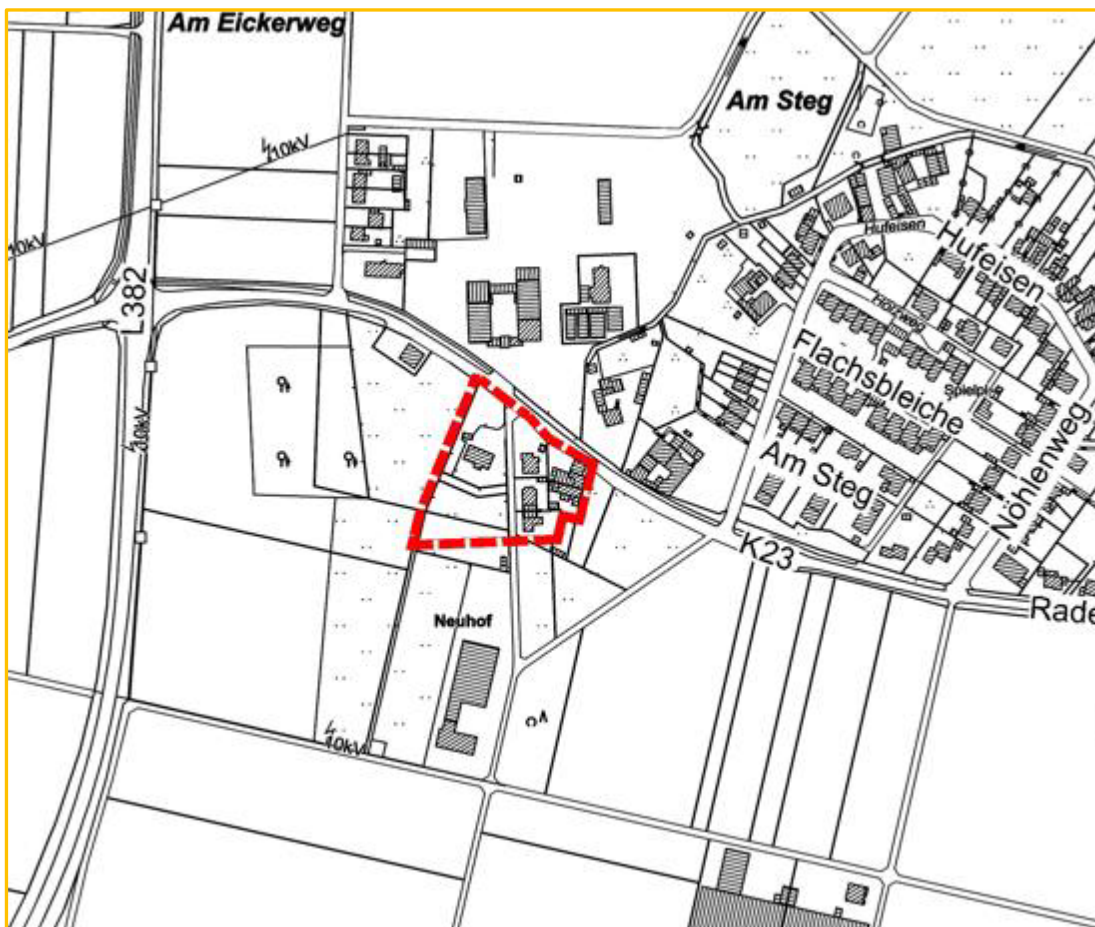 Am Eickerweg
Am Steg
10kV
10kV
Hufeisen
Hufeisen
L382
Flachsbleiche
Spielpl
10kV
Am Steg
Nöhlenweg
K23
Rade
Neuhof
10kV